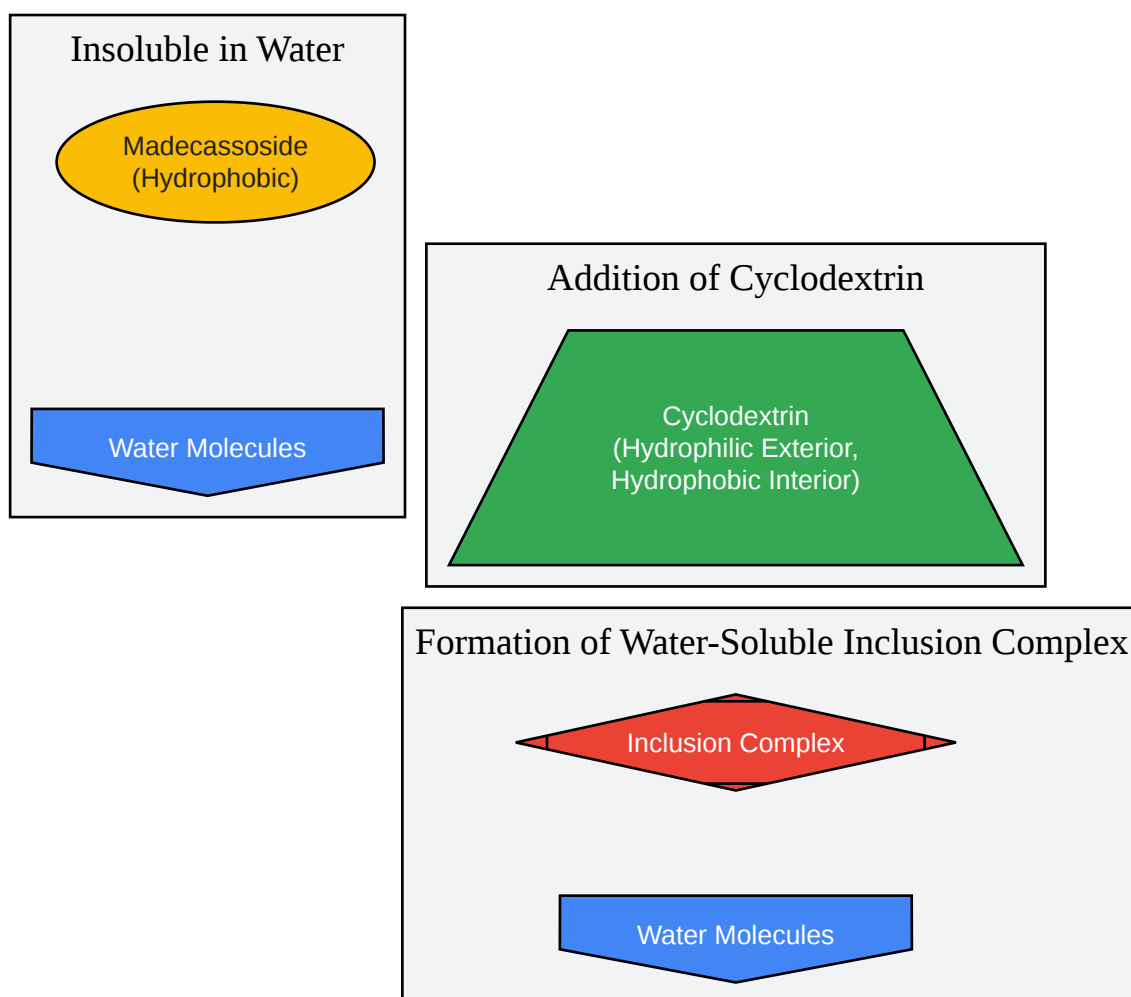 Insoluble in Water
Madecassoside
(Hydrophobic)
Water Molecules
Addition of Cyclodextrin
Cyclodextrin
(Hydrophilic Exterior,
Hydrophobic Interior)
Formation of Water-Soluble Inclusion Complex
Inclusion Complex
Water Molecules